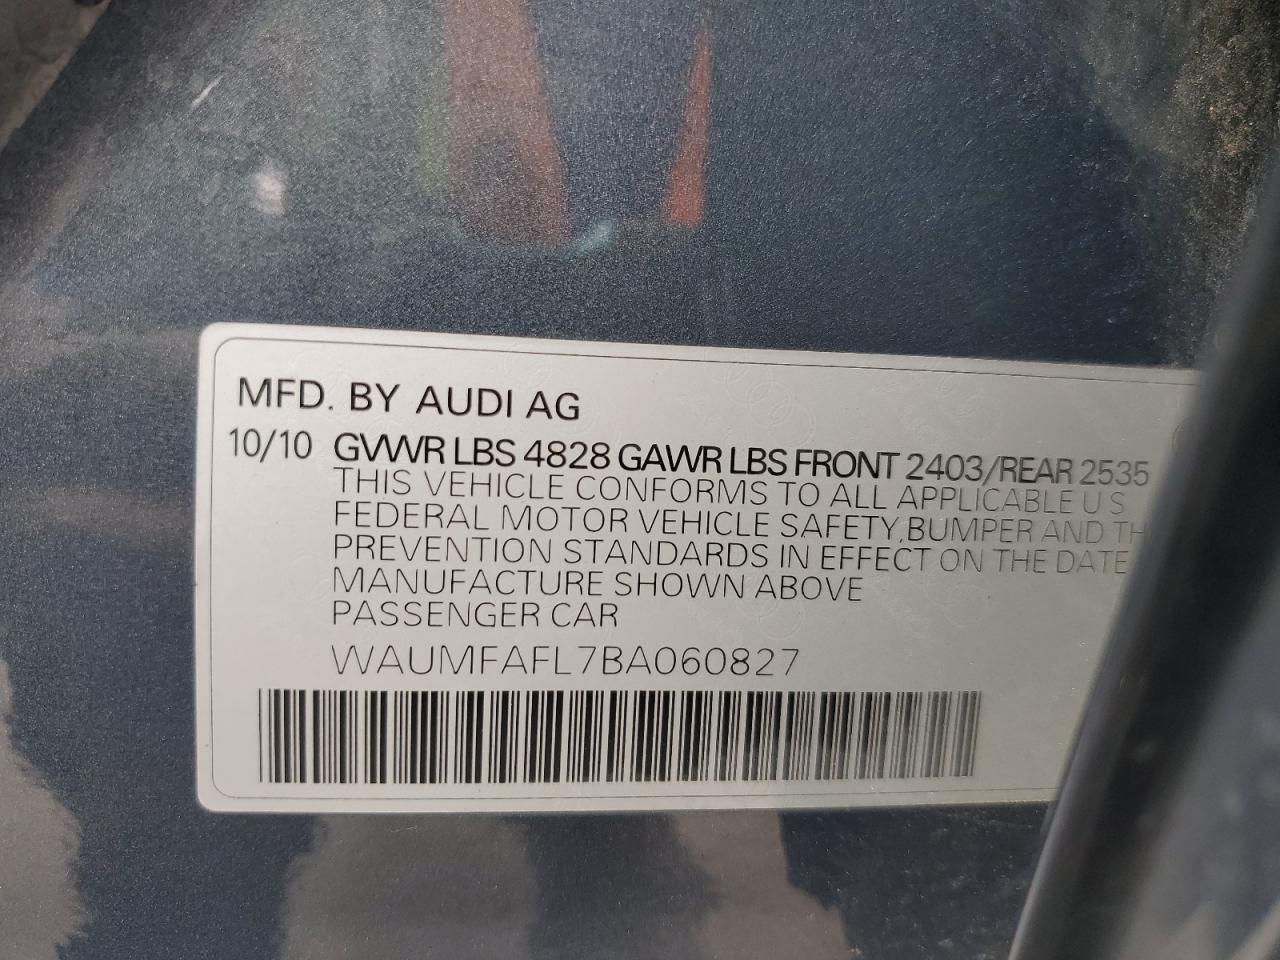 MFD. BY AUDI AG
10/10 GVWR LBS 4828 GAWR LBS FRONT 2403/REAR 2535
THIS VEHICLE CONFORMS TO ALL APPLICABLE U S
FEDERAL MOTOR VEHICLE SAFETY,BUMPER AND
PREVENTION STANDARDS IN EFFECT ON THE DATE
MANUFACTURE SHOWN ABOVE
PASSENGER CAR
WAUMFAFL7BA060827